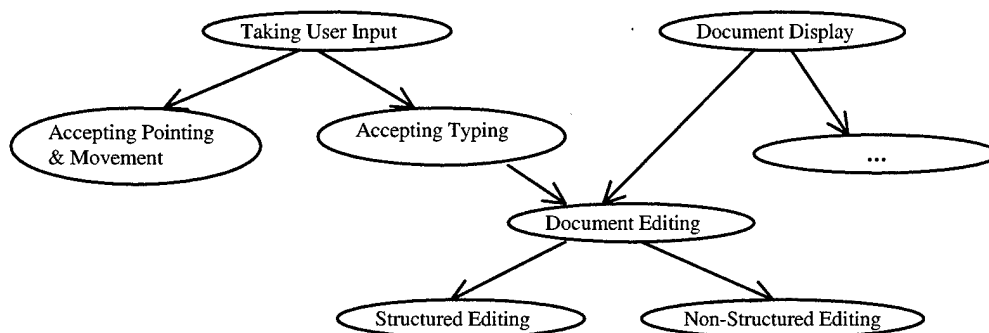 Taking User Input
Document Display
Accepting Pointing
& Movement
Accepting Typing
...
Document Editing
Structured Editing
Non-Structured Editing